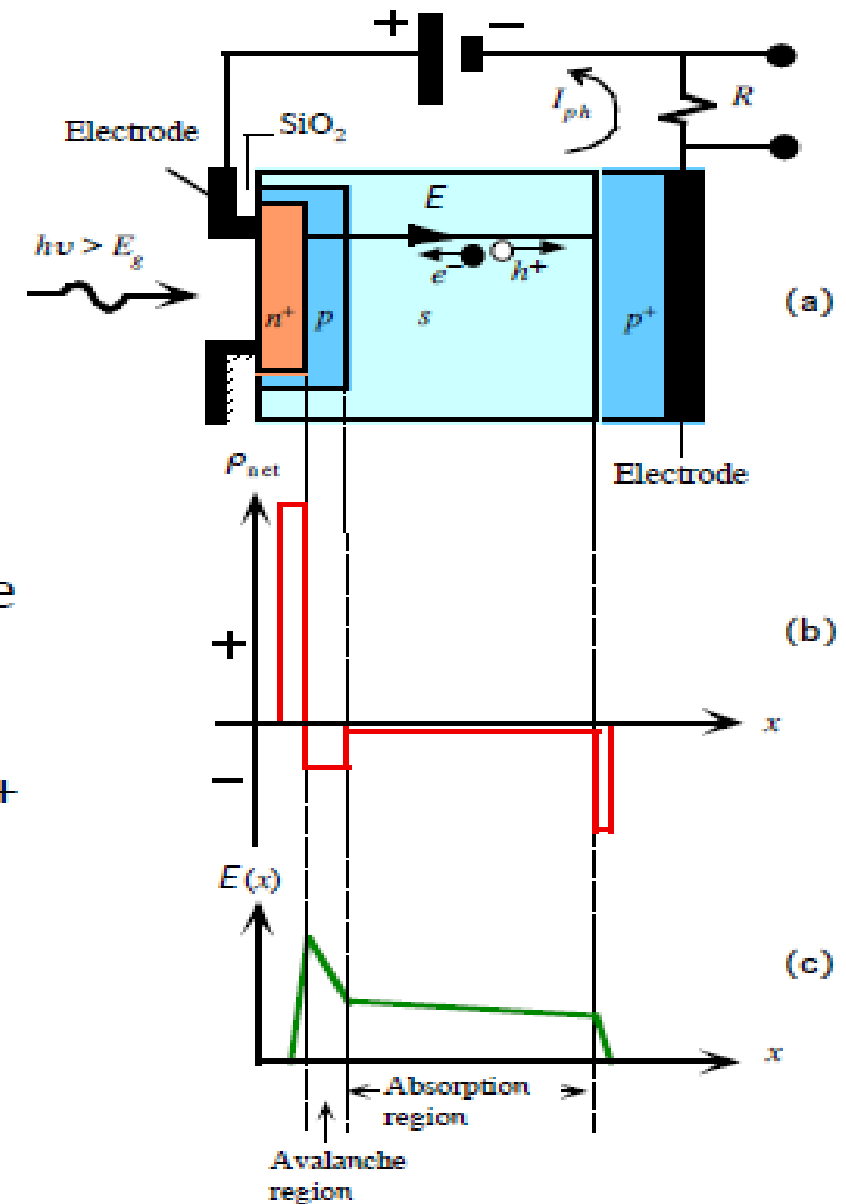 + −
I_ph
R
SiO₂
Electrode
E
hυ > E_g
e⁻ h⁺
n⁺ p s p⁺
(a)
Electrode
ρ_net
+
(b)
x
−
+
E(x)
(c)
x
Absorption
region
Avalanche
region